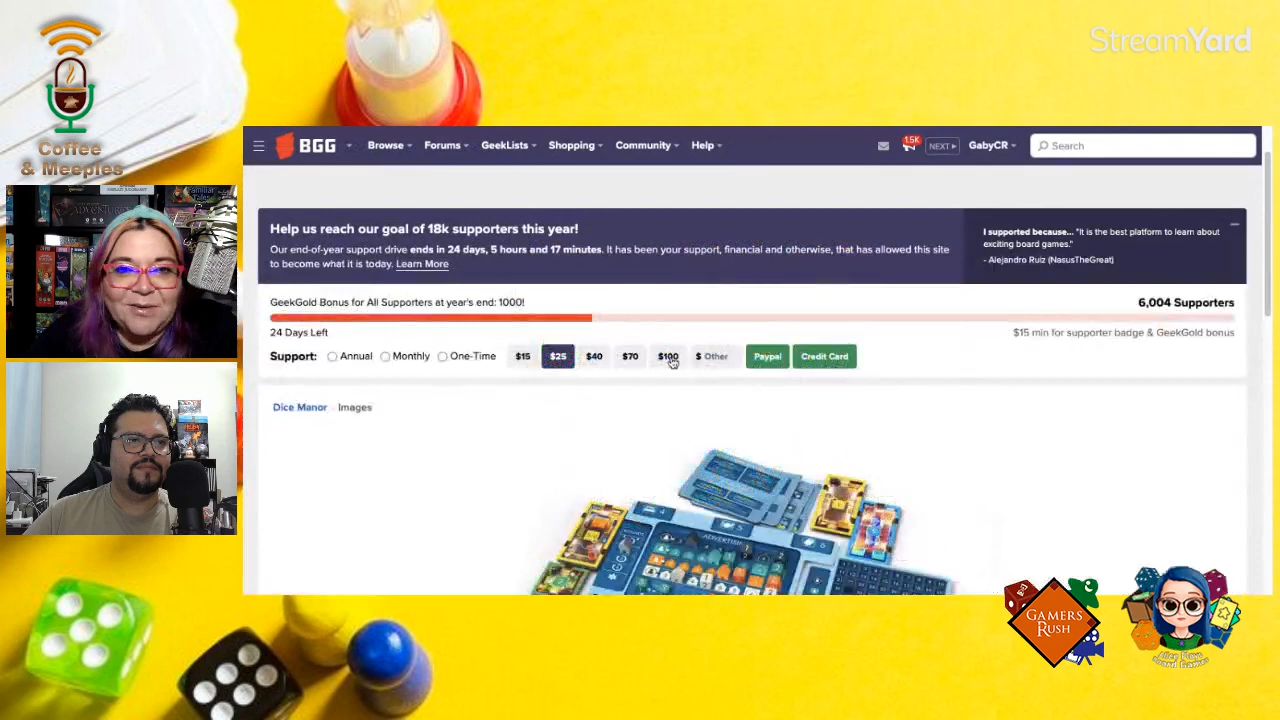 StreamYard
Coffee
& Meeples
BGG Browse Forums GeekLists Shopping Community Help 1.5K NEXT GabyCR Search
Help us reach our goal of 18k supporters this year!
Our end-of-year support drive ends in 24 days, 5 hours and 17 minutes. It has been your support, financial and otherwise, that has allowed this site
to become what it is today. Learn More
I supported because... "It is the best platform to learn about
exciting board games."
- Alejandro Ruiz (NasusTheGreat)
GeekGold Bonus for All Supporters at year's end: 1000!
6,004 Supporters
24 Days Left
$15 min for supporter badge & GeekGold bonus
Support: Annual Monthly One-Time $15 $25 $40 $70 $100 $ Other Paypal Credit Card
Dice Manor Images
ADVERTISE
GAMERS
RUSH
Board Games